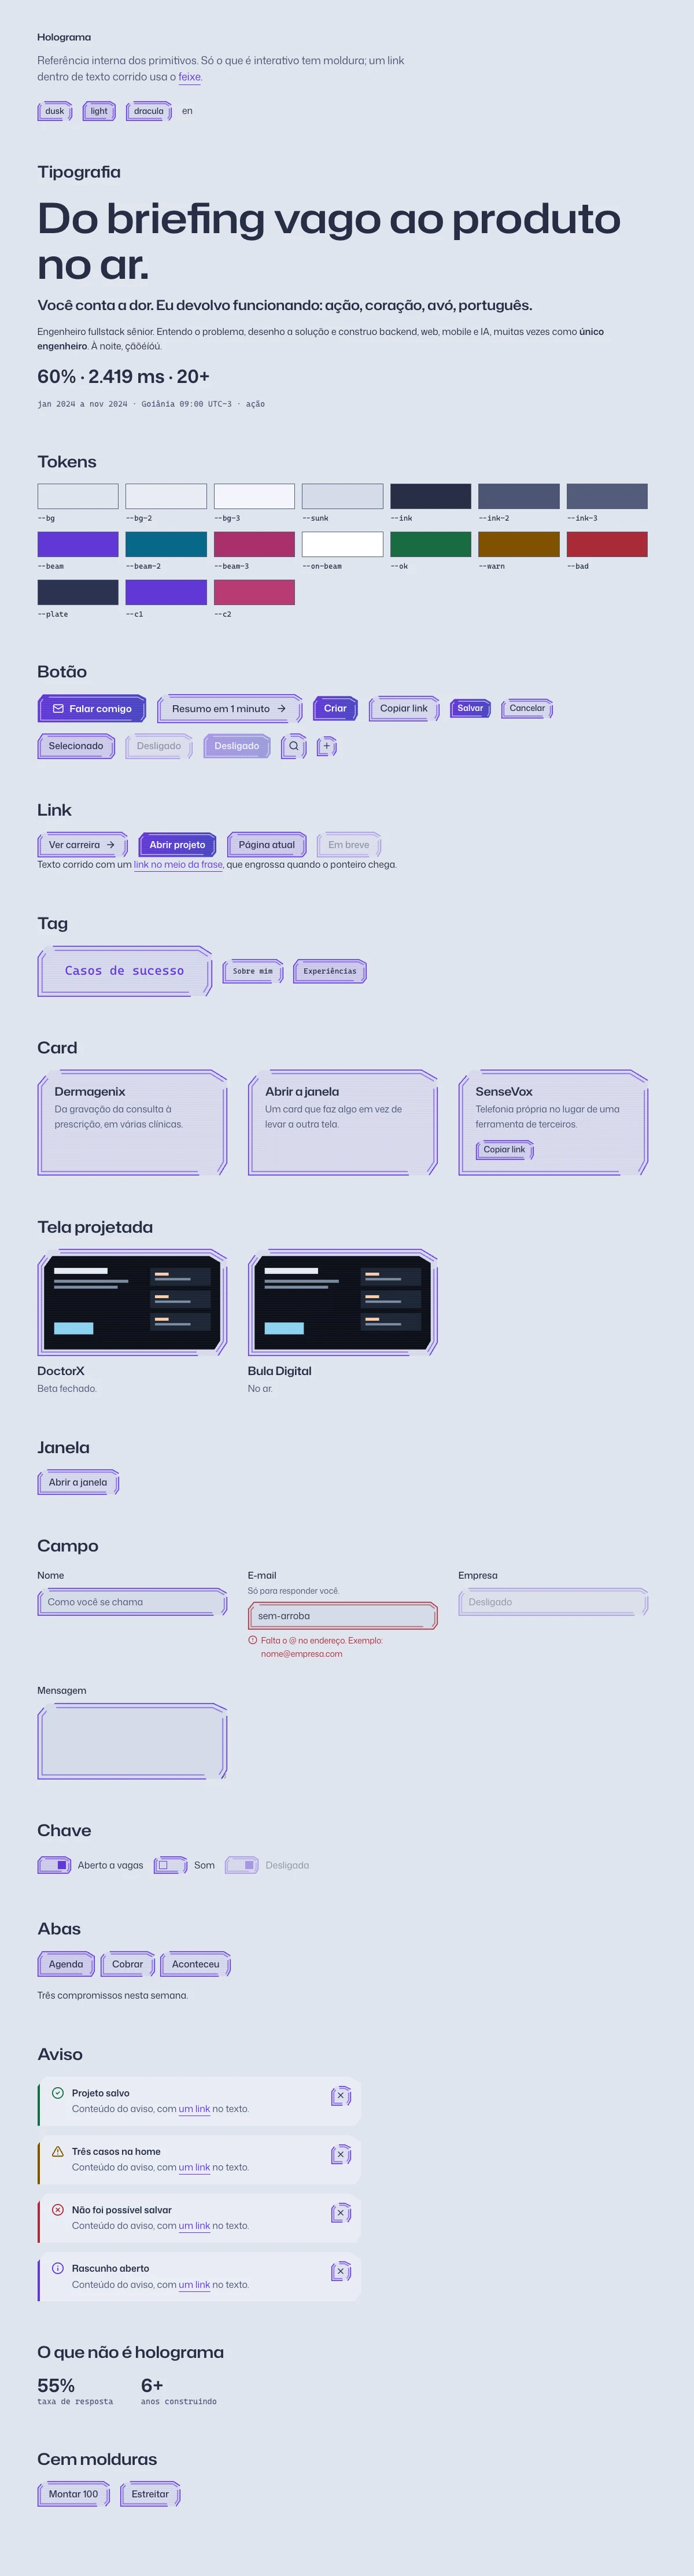 Holograma
Referência interna dos primitivos. Só o que é interativo tem moldura; um link
dentro de texto corrido usa o feixe.
dusk light dracula en
Tipografia
Do briefing vago ao produto
no ar.
Você conta a dor. Eu devolvo funcionando: ação, coração, avó, português.
Engenheiro fullstack sênior. Entendo o problema, desenho a solução e construo backend, web, mobile e IA, muitas vezes como único
engenheiro. À noite, çãõéíóú.
60% · 2.419 ms · 20+
jan 2024 a nov 2024 · Goiânia 09:00 UTC−3 · ação
Tokens
--bg --bg-2 --bg-3 --sunk --ink --ink-2 --ink-3
--beam --beam-2 --beam-3 --on-beam --ok --warn --bad
--plate --c1 --c2
Botão
Falar comigo Resumo em 1 minuto → Criar Copiar link Salvar Cancelar
Selecionado Desligado Desligado
Link
Ver carreira → Abrir projeto Página atual Em breve
Texto corrido com um link no meio da frase, que engrossa quando o ponteiro chega.
Tag
Casos de sucesso Sobre mim Experiências
Card
Dermagenix
Da gravação da consulta à
prescrição, em várias clínicas.
Abrir a janela
Um card que faz algo em vez de
levar a outra tela.
SenseVox
Telefonia própria no lugar de uma
ferramenta de terceiros.
Copiar link
Tela projetada
DoctorX
Beta fechado.
Bula Digital
No ar.
Janela
Abrir a janela
Campo
Nome
Como você se chama
E-mail
Só para responder você.
sem-arroba
Falta o @ no endereço. Exemplo:
nome@empresa.com
Empresa
Desligado
Mensagem
Chave
Aberto a vagas Som Desligada
Abas
Agenda Cobrar Aconteceu
Três compromissos nesta semana.
Aviso
Projeto salvo
Conteúdo do aviso, com um link no texto.
Três casos na home
Conteúdo do aviso, com um link no texto.
Não foi possível salvar
Conteúdo do aviso, com um link no texto.
Rascunho aberto
Conteúdo do aviso, com um link no texto.
O que não é holograma
55%
taxa de resposta
6+
anos construindo
Cem molduras
Montar 100 Estreitar